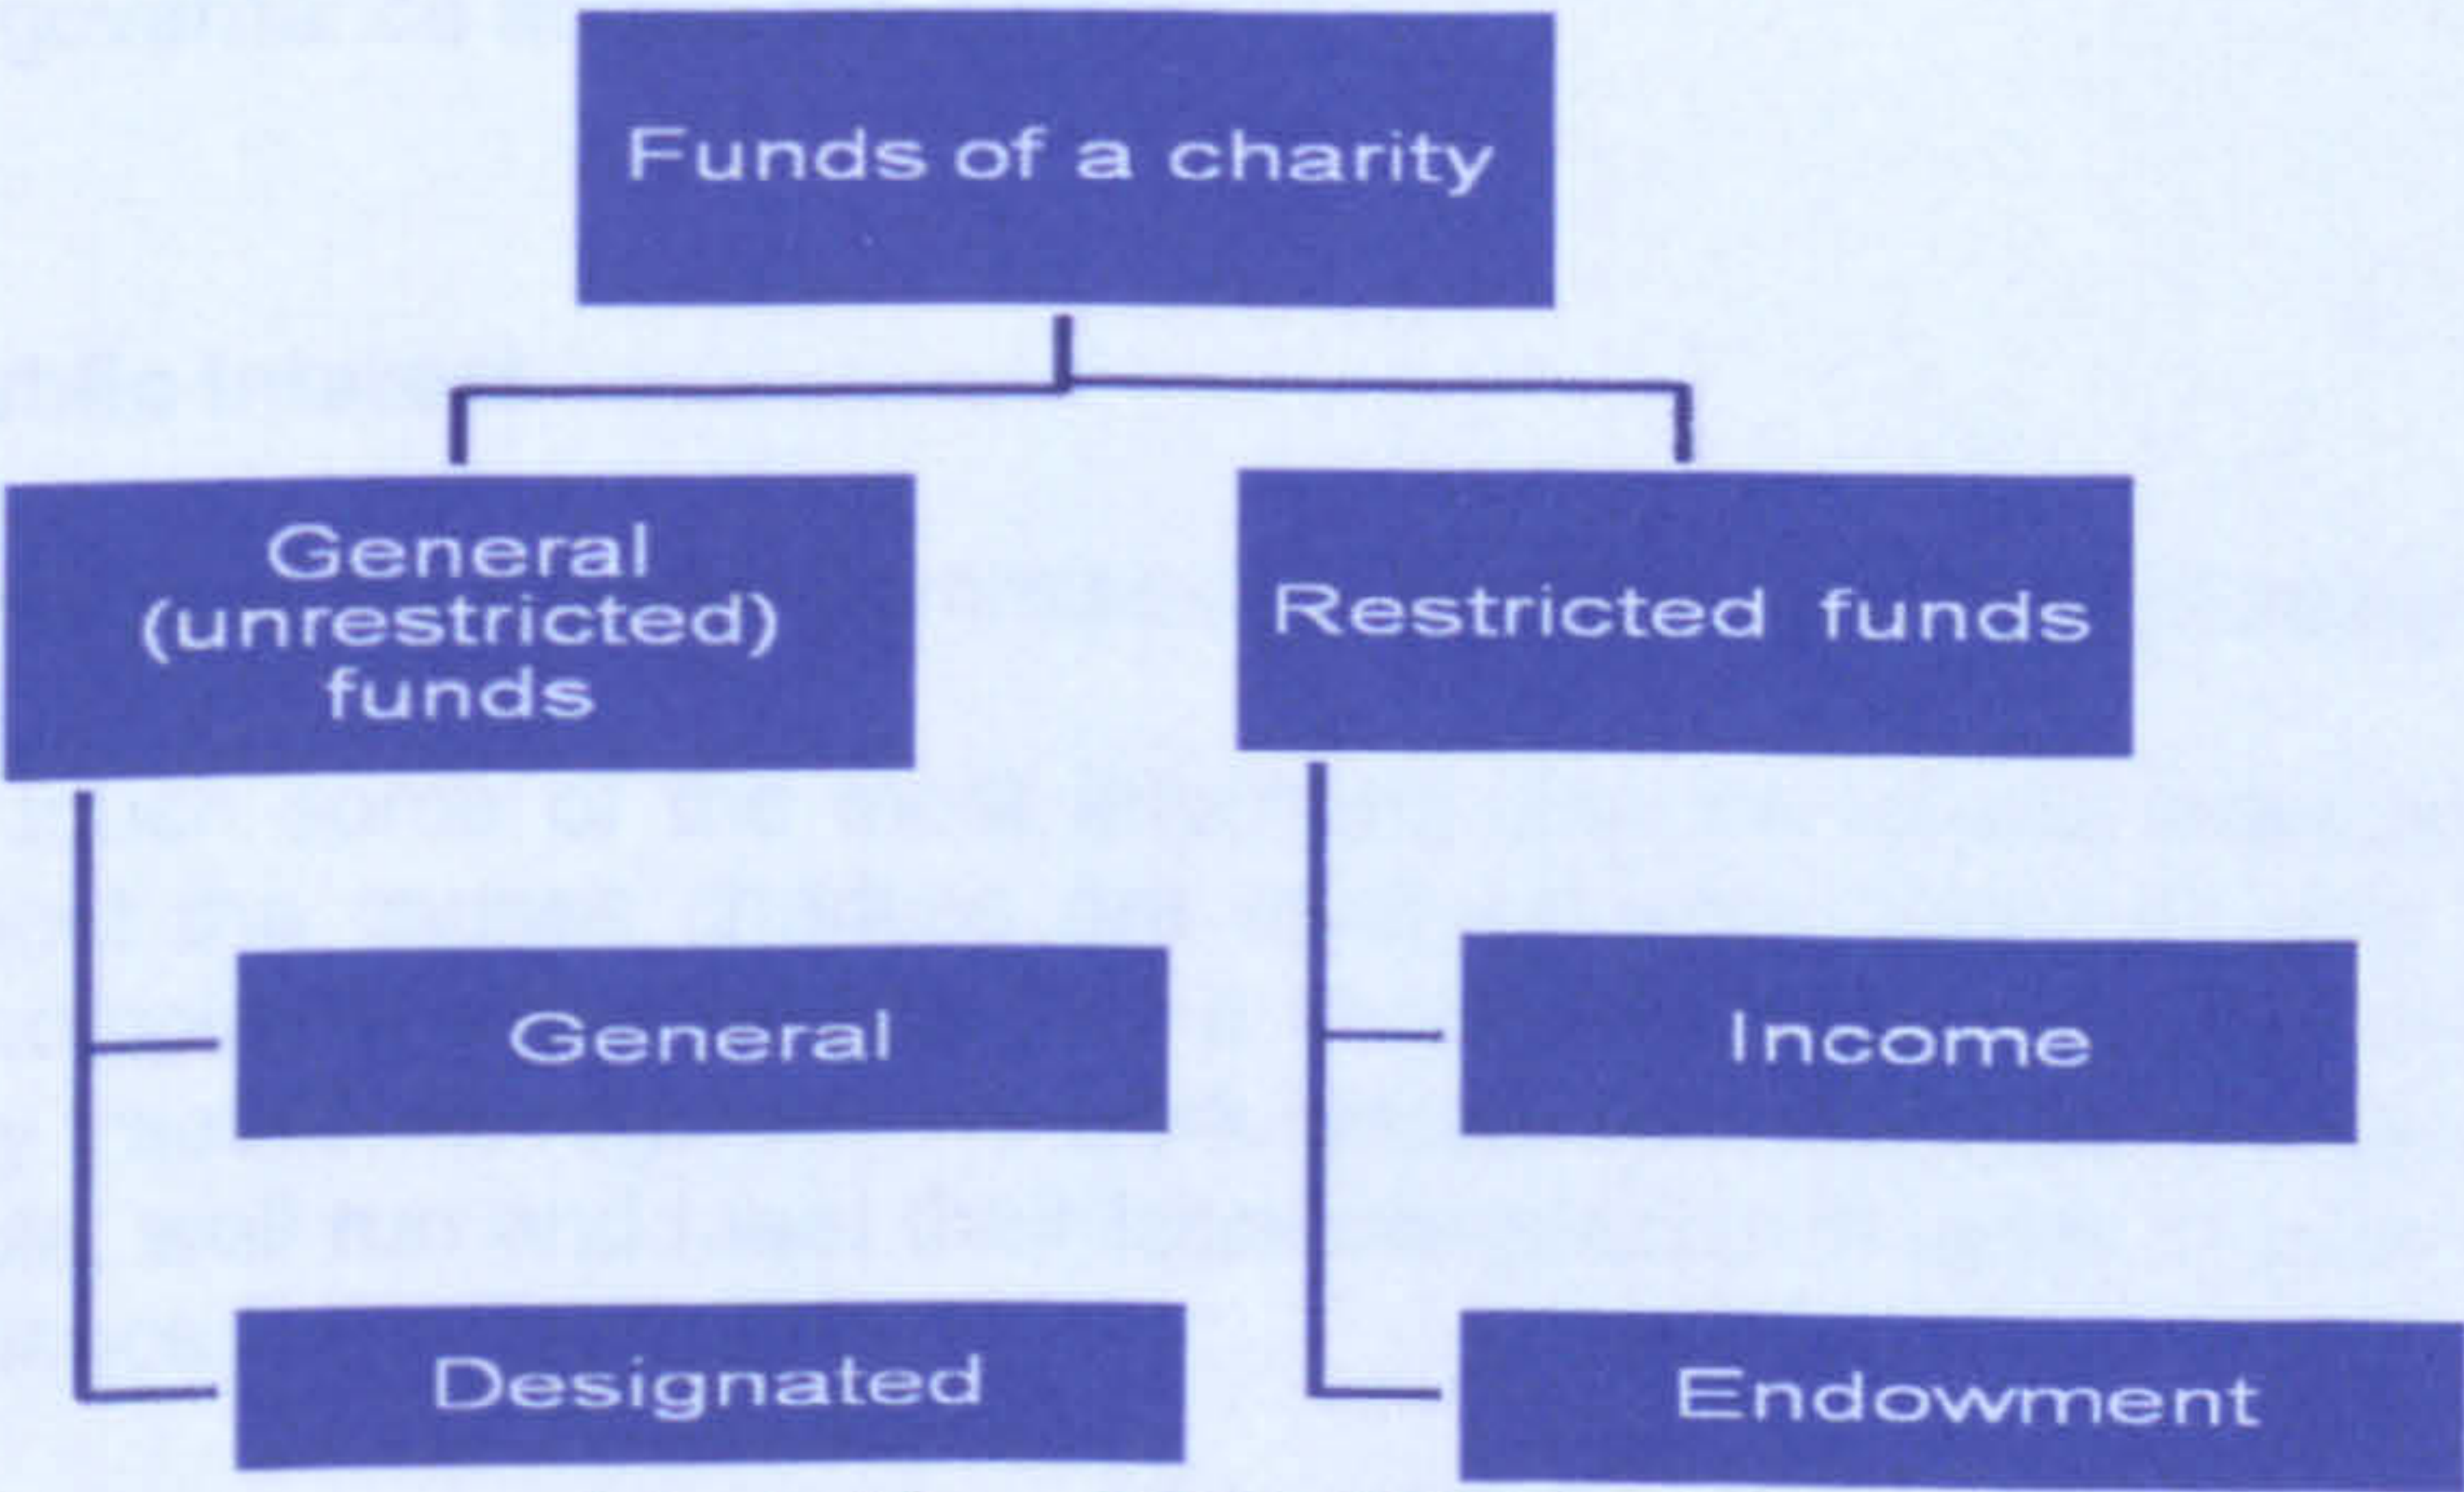 Funds of a charity
General
(unrestricted)
funds
Restricted funds
General
Income
Designated
Endowment